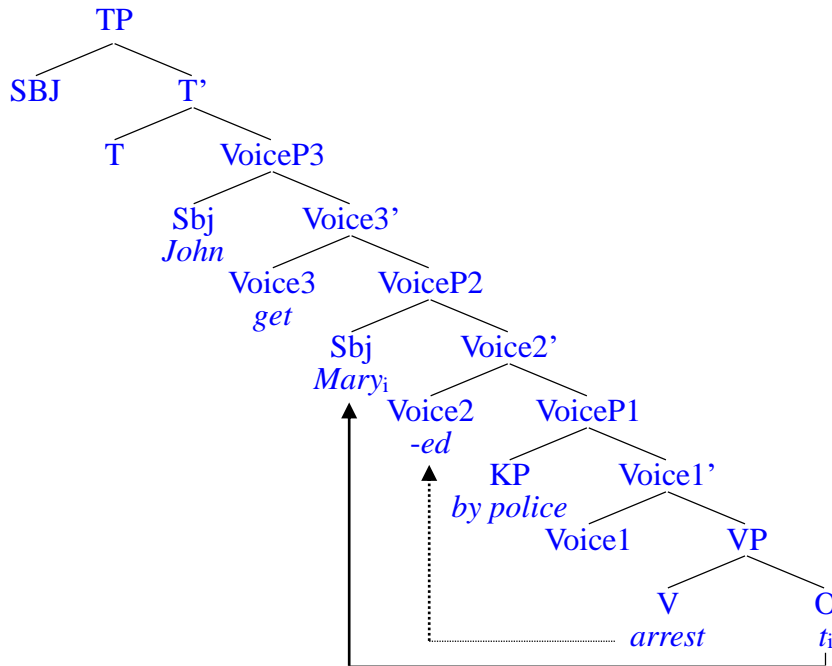 TP
SBJ T’
T VoiceP3
Sbj Voice3’
John
Voice3 VoiceP2
get
Sbj Voice2’
Maryi
Voice2 VoiceP1
-ed
KP Voice1’
by police
Voice1 VP
V O
arrest ti